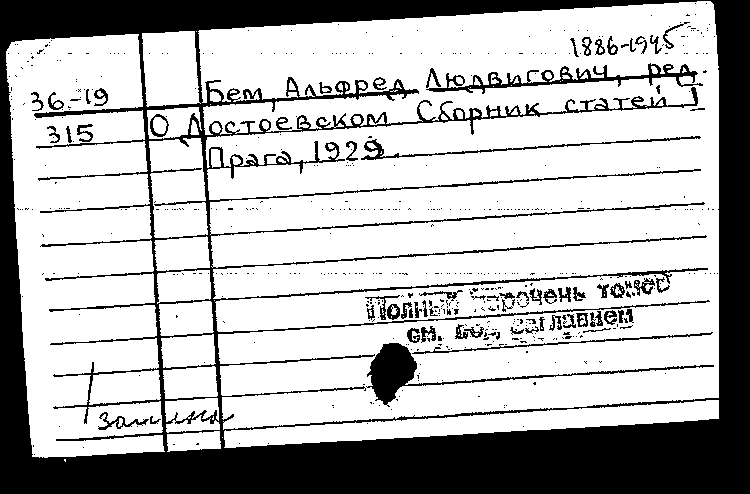 1886-1945
36.-19 Бем, Альфред Людвигович, ред.
315 О Достоевском Сборник статей I
Прага, 1929.
Полный перечень томов
см. под заглавием